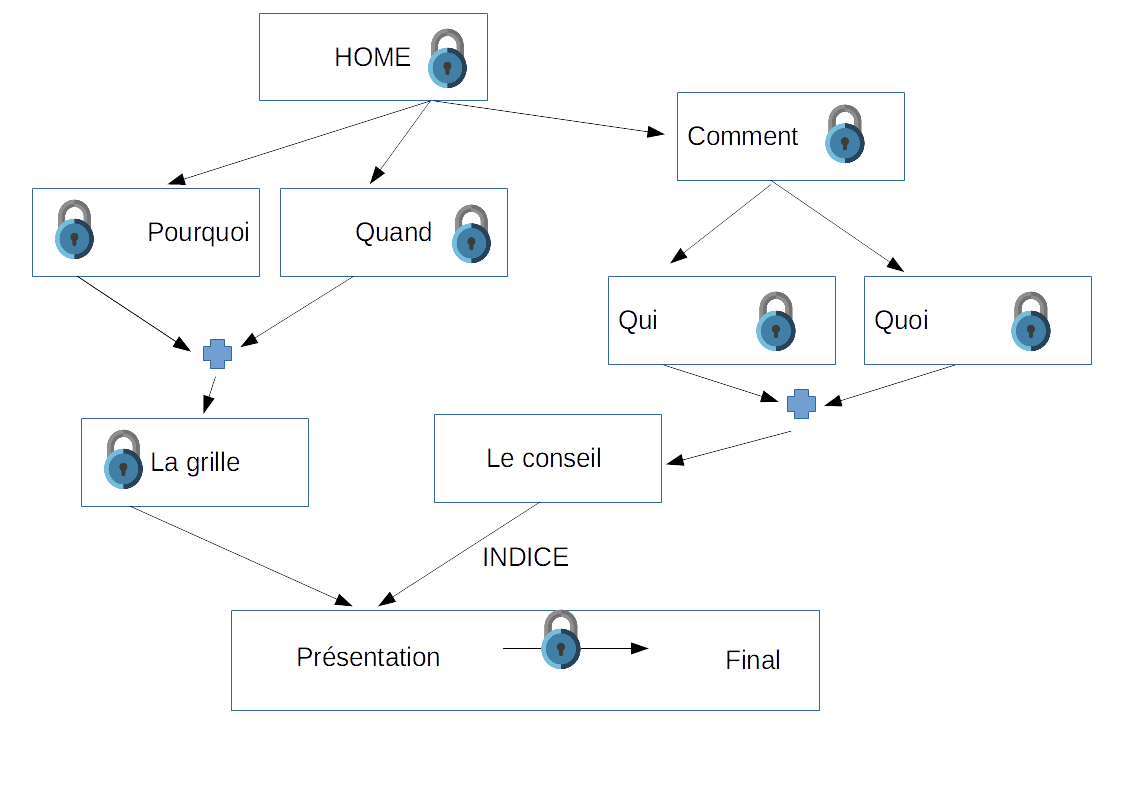 HOME
Comment
Pourquoi
Quand
Qui
Quoi
La grille
Le conseil
INDICE
Présentation
Final